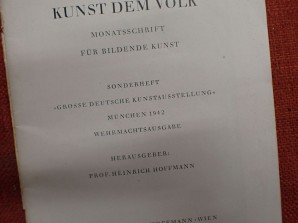 KUNST DEM VOLK
MONATSSCHRIFT
FÜR BILDENDE KUNST
SONDERHEFT
«GROSSE DEUTSCHE KUNSTAUSSTELLUNG»
MÜNCHEN 1942
WEHRMACHTSAUSGABE
HERAUSGEBER:
PROF. HEINRICH HOFFMANN
WIEN